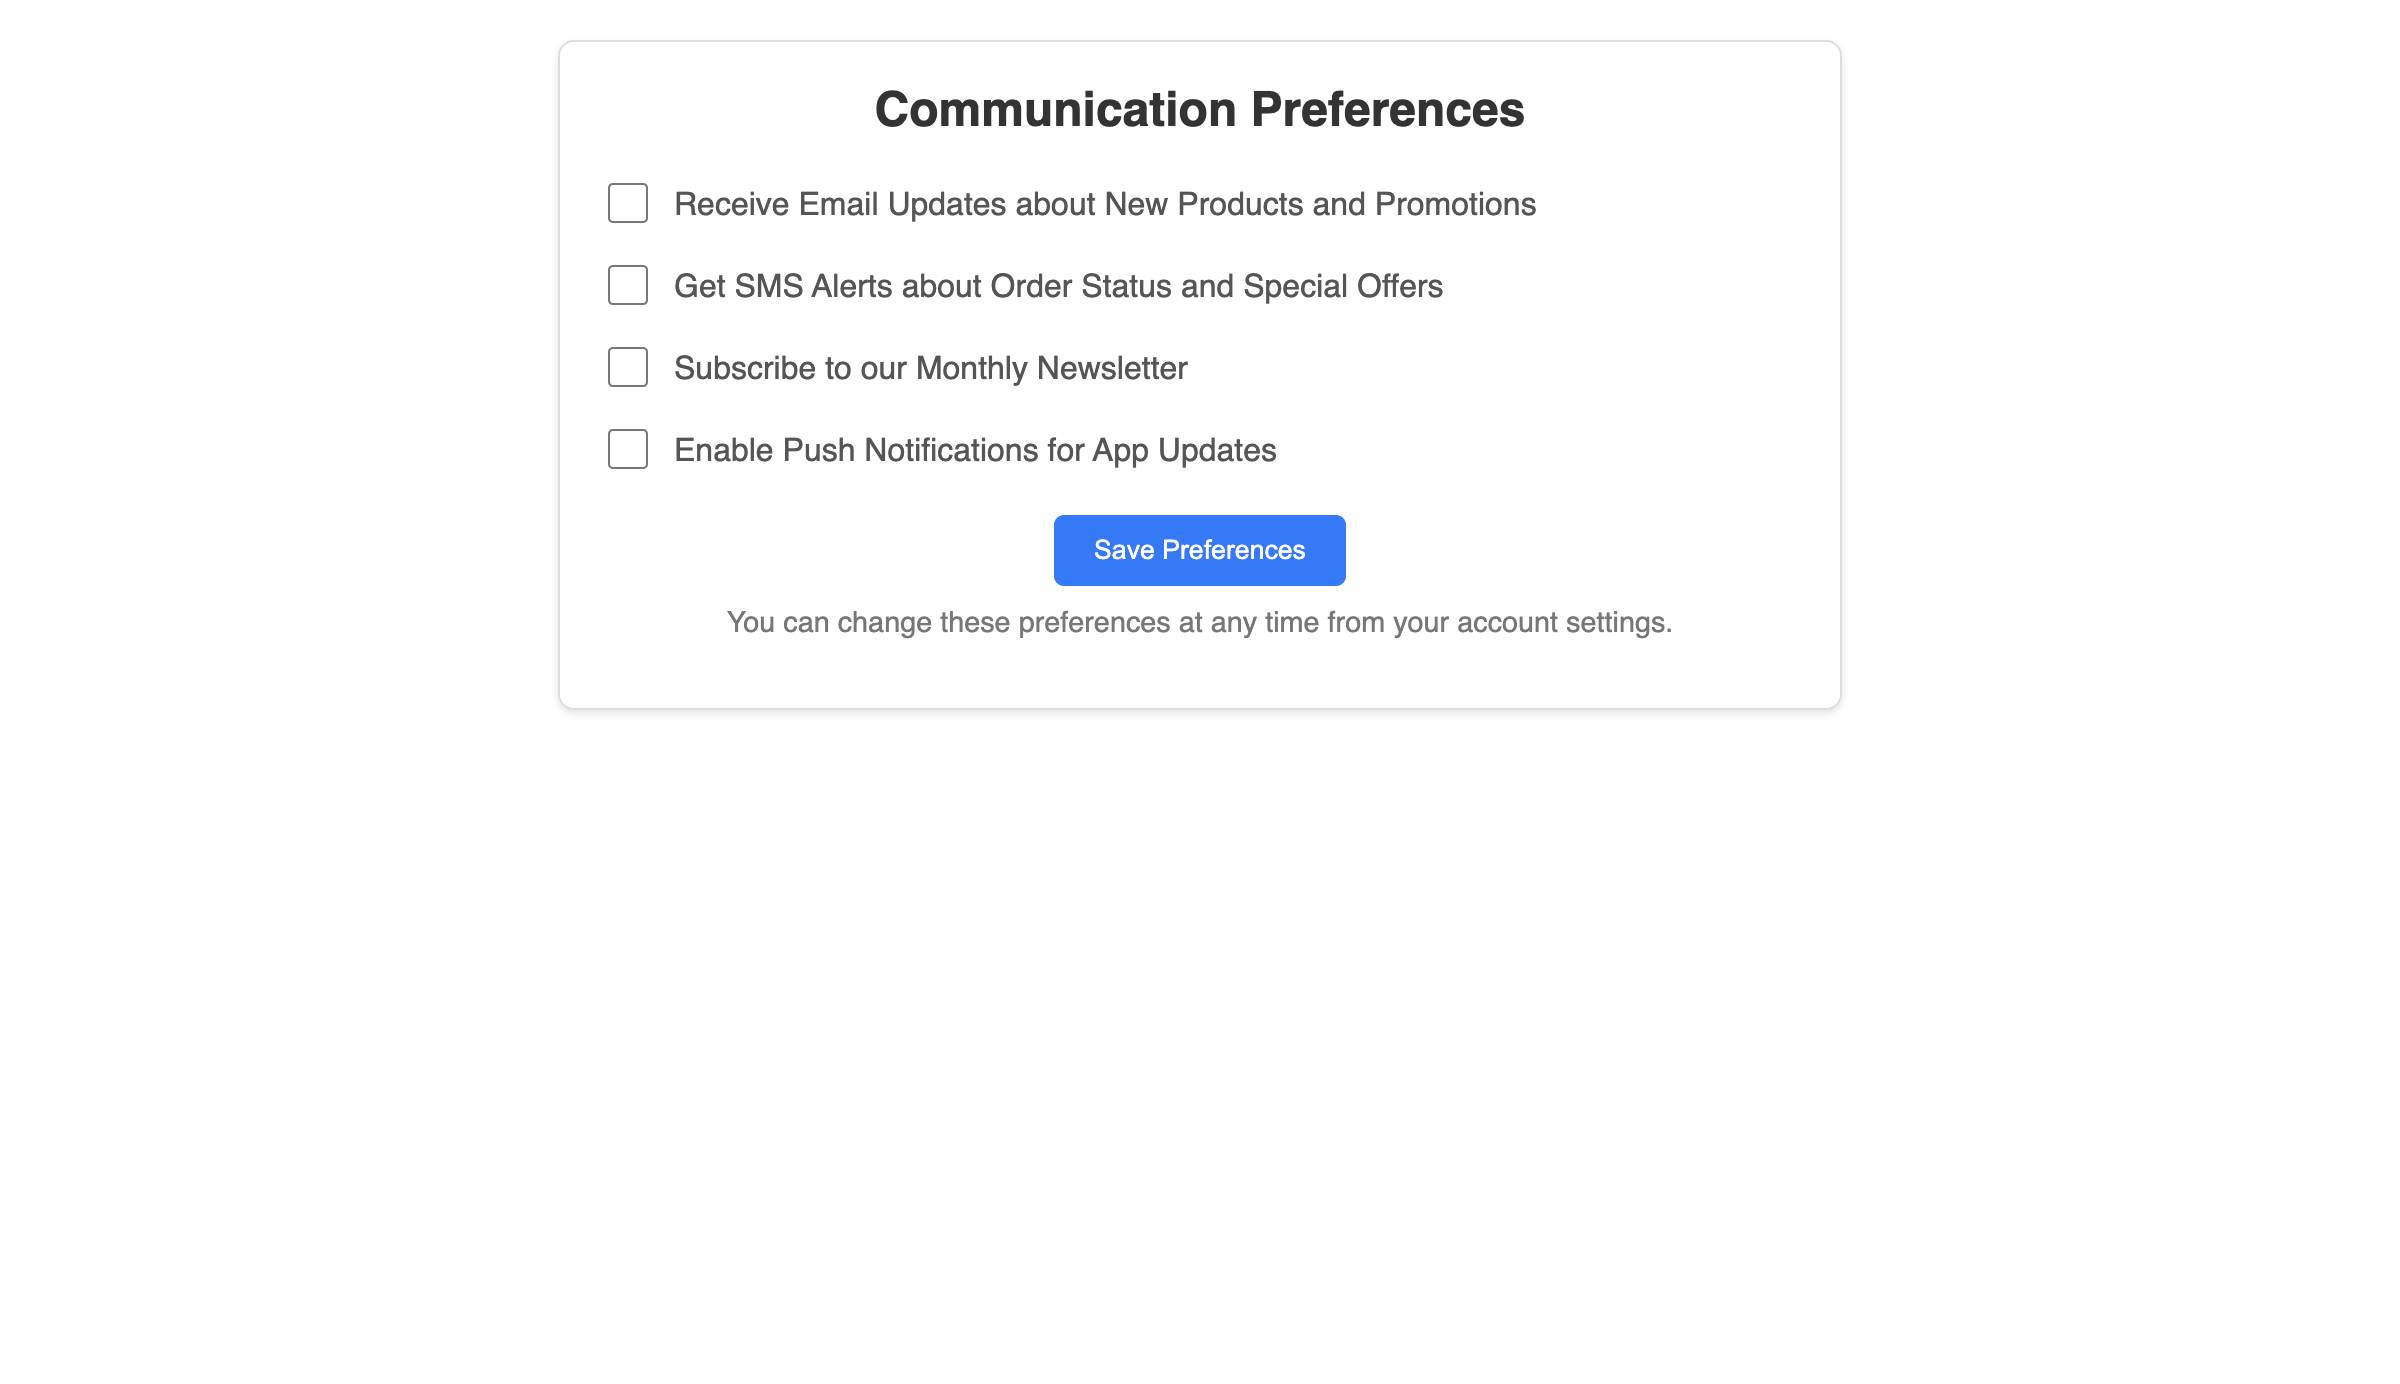 Communication Preferences
Receive Email Updates about New Products and Promotions
Get SMS Alerts about Order Status and Special Offers
Subscribe to our Monthly Newsletter
Enable Push Notifications for App Updates
Save Preferences
You can change these preferences at any time from your account settings.